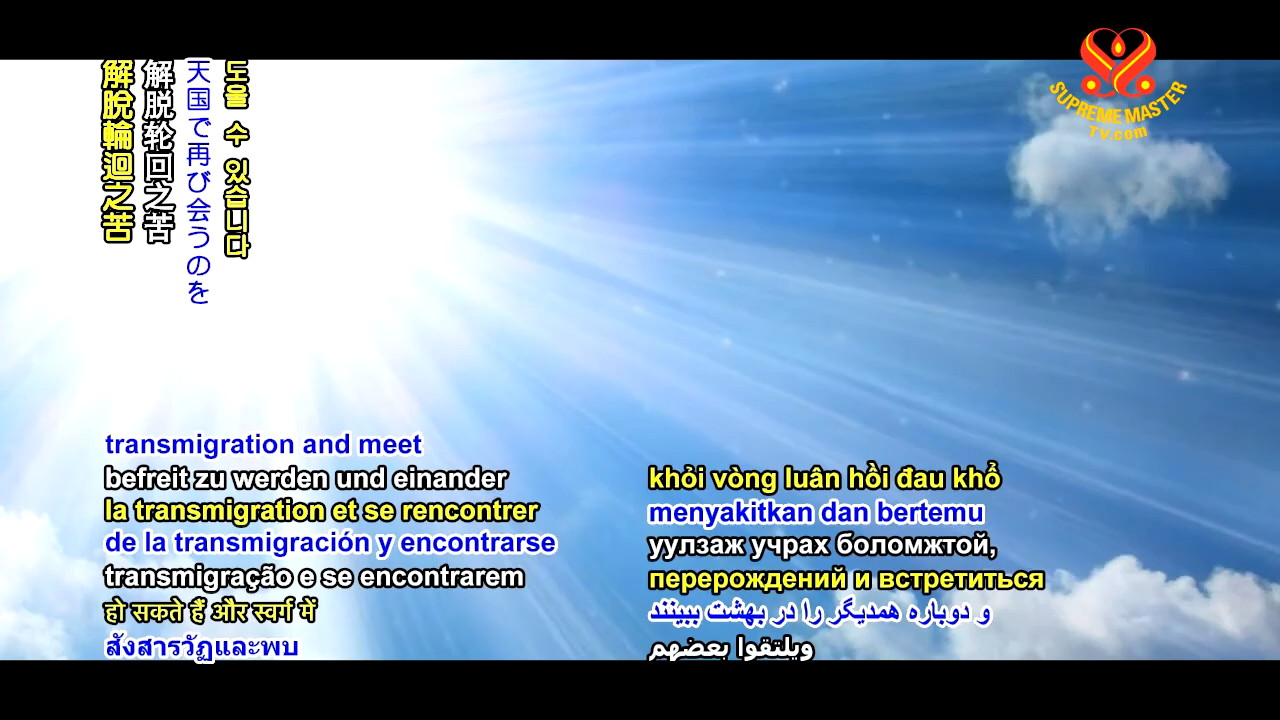 解脫輪迴之苦
解脱轮回之苦
天国で再び会うのを
도울 수 있습니다
SUPREME MASTER
TV.com
transmigration and meet
befreit zu werden und einander
la transmigration et se rencontrer
de la transmigración y encontrarse
transmigração e se encontrarem
हो सकते हैं और स्वर्ग में
สังสารวัฏและพบ
khỏi vòng luân hồi đau khổ
menyakitkan dan bertemu
уулзаж учрах боломжтой,
перерождений и встретиться
و دوباره همدیگر را در بهشت ببینند
ويلتقوا بعضهم